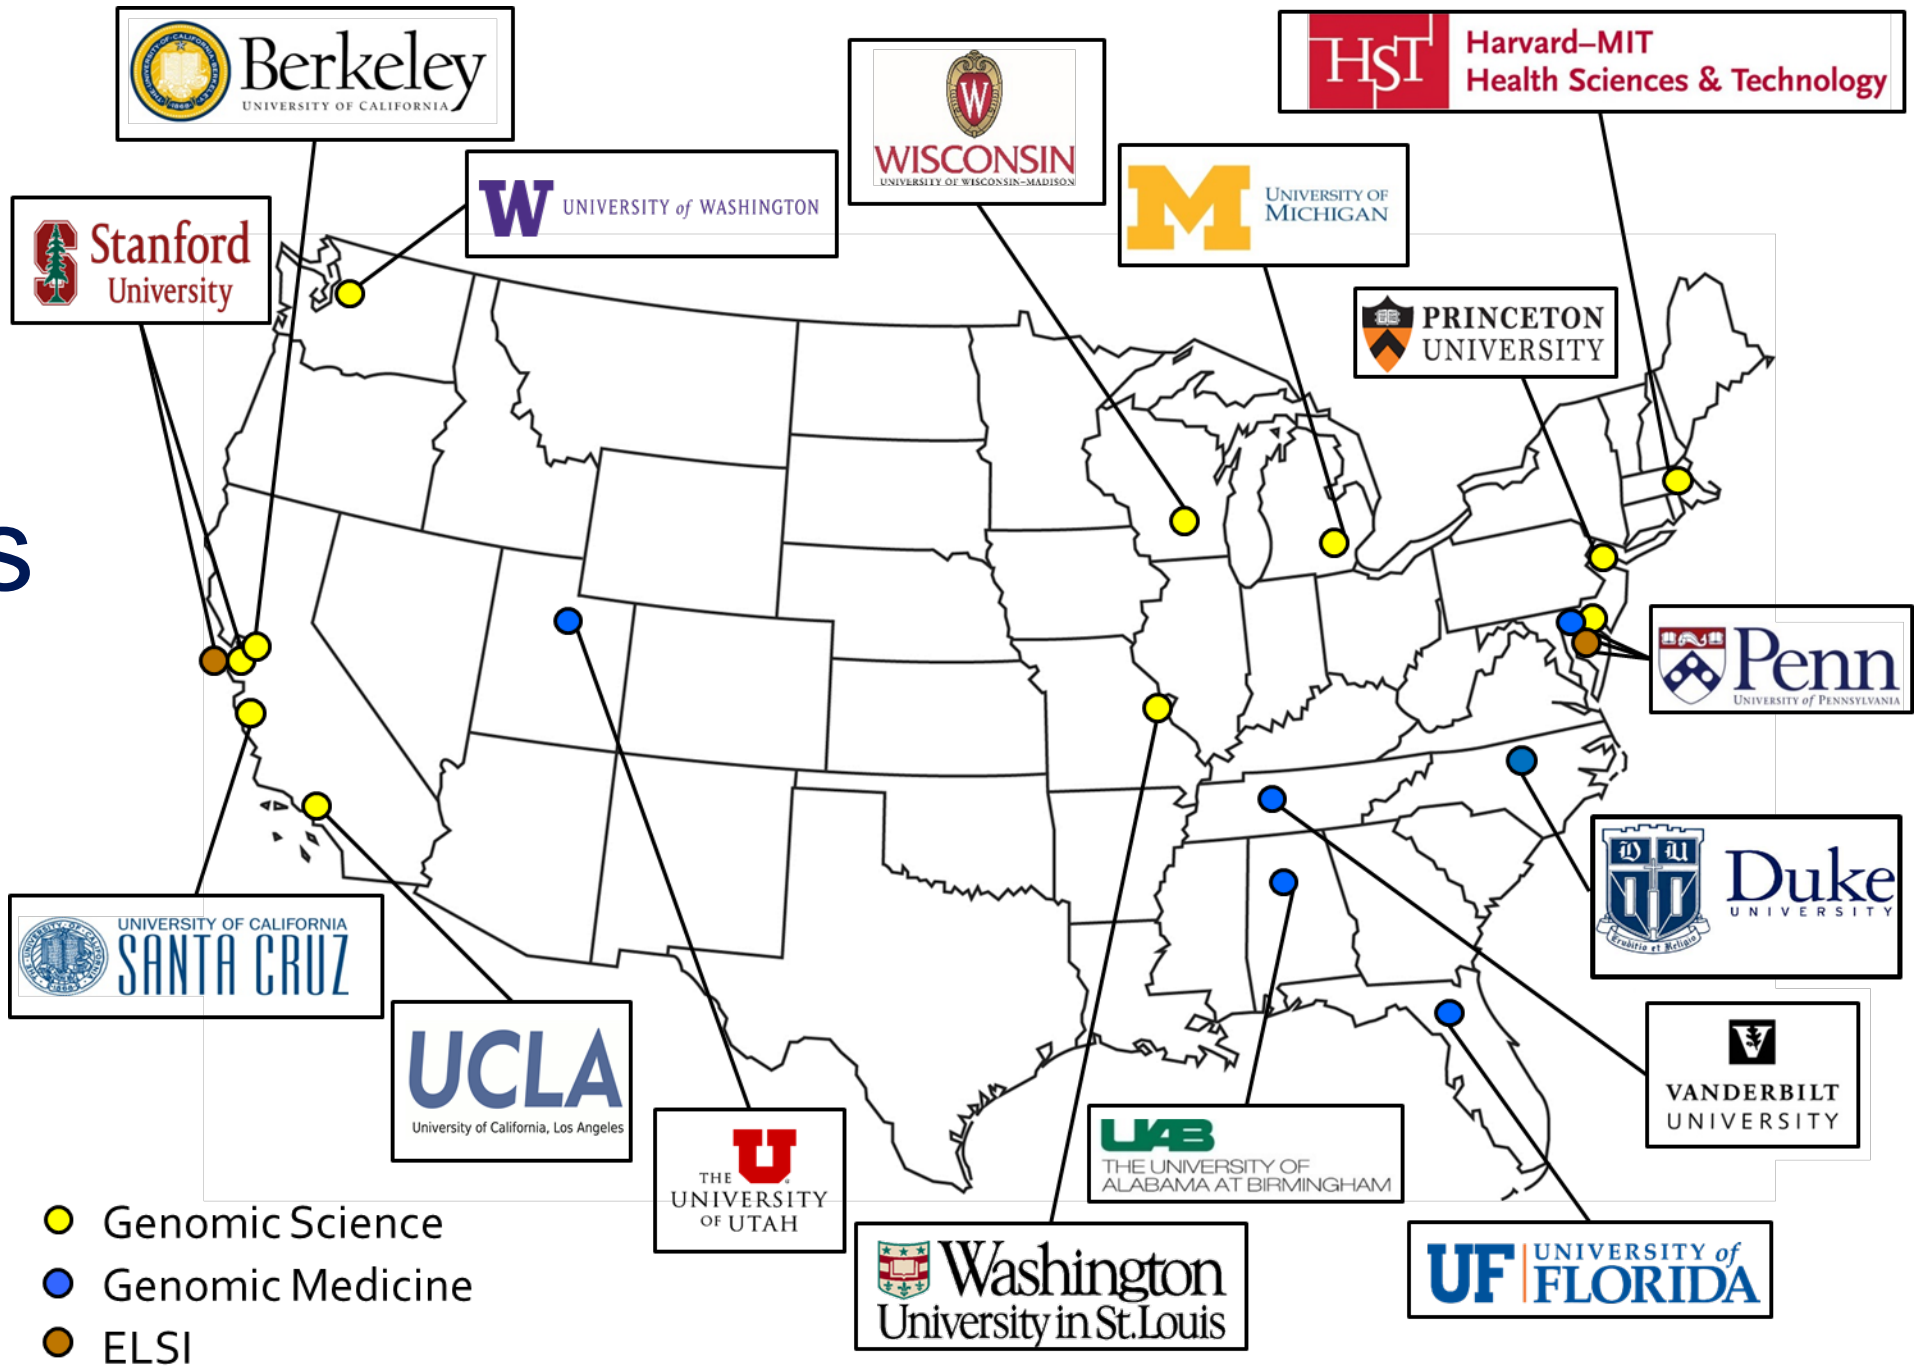 Berkeley
UNIVERSITY OF CALIFORNIA
HST
Harvard–MIT
Health Sciences & Technology
W
WISCONSIN
UNIVERSITY OF WISCONSIN–MADISON
W UNIVERSITY of WASHINGTON
M UNIVERSITY OF
MICHIGAN
S Stanford
University
PRINCETON
UNIVERSITY
s
Penn
UNIVERSITY of PENNSYLVANIA
D U
Duke
UNIVERSITY
Eruditio et Religio
UNIVERSITY OF CALIFORNIA
SANTA CRUZ
UCLA
University of California, Los Angeles
V
VANDERBILT
UNIVERSITY
U
THE
UNIVERSITY
OF UTAH
UAB
THE UNIVERSITY OF
ALABAMA AT BIRMINGHAM
Washington
University in St. Louis
UF UNIVERSITY of
FLORIDA
Genomic Science
Genomic Medicine
ELSI